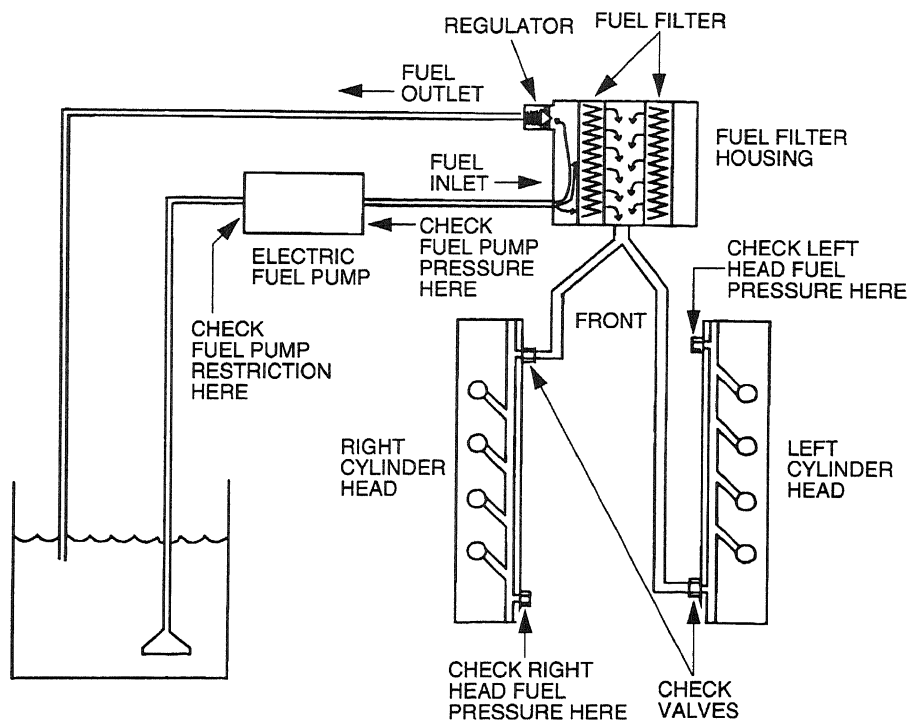 REGULATOR
FUEL FILTER
FUEL
OUTLET
FUEL FILTER
HOUSING
FUEL
INLET
ELECTRIC
FUEL PUMP
CHECK
FUEL PUMP
PRESSURE
HERE
CHECK LEFT
HEAD FUEL
PRESSURE HERE
CHECK
FUEL PUMP
RESTRICTION
HERE
FRONT
RIGHT
CYLINDER
HEAD
LEFT
CYLINDER
HEAD
CHECK RIGHT
HEAD FUEL
PRESSURE HERE
CHECK
VALVES